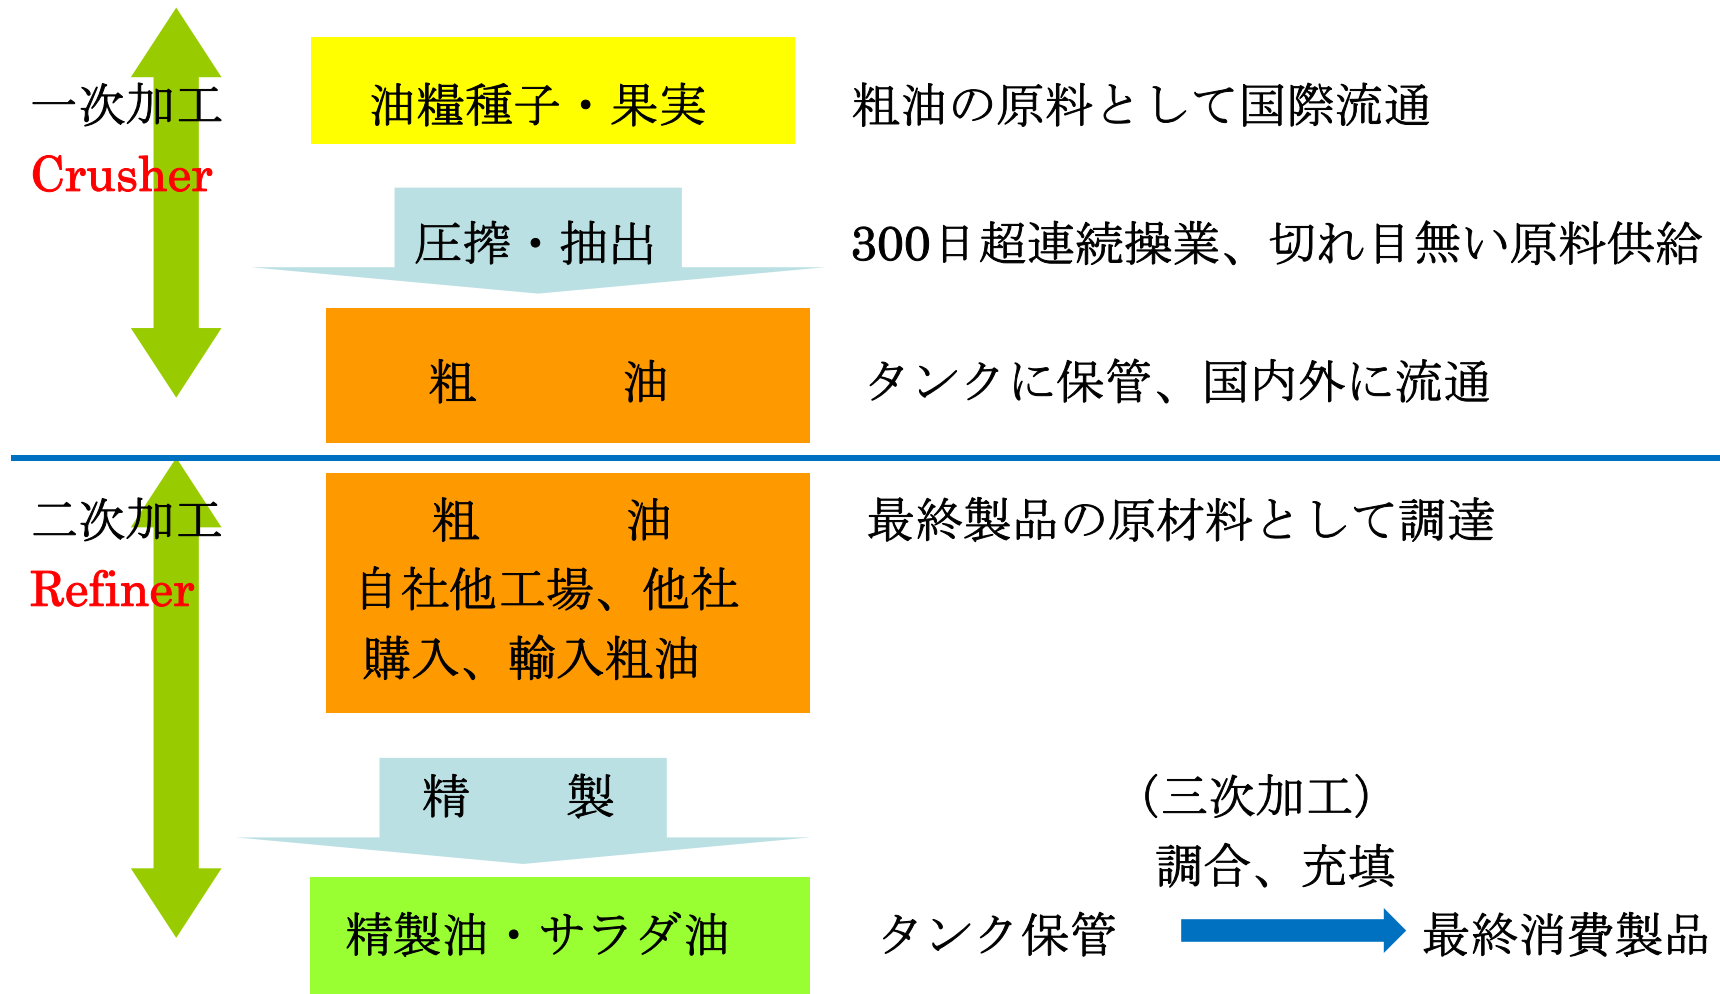 一次加工 油糧種子・果実 粗油の原料として国際流通
Crusher
圧搾・抽出 300日超連続操業、切れ目無い原料供給
粗 油 タンクに保管、国内外に流通
二次加工 粗 油 最終製品の原材料として調達
Refiner 自社他工場、他社
購入、輸入粗油
精 製 （三次加工）
調合、充填
精製油・サラダ油 タンク保管 最終消費製品